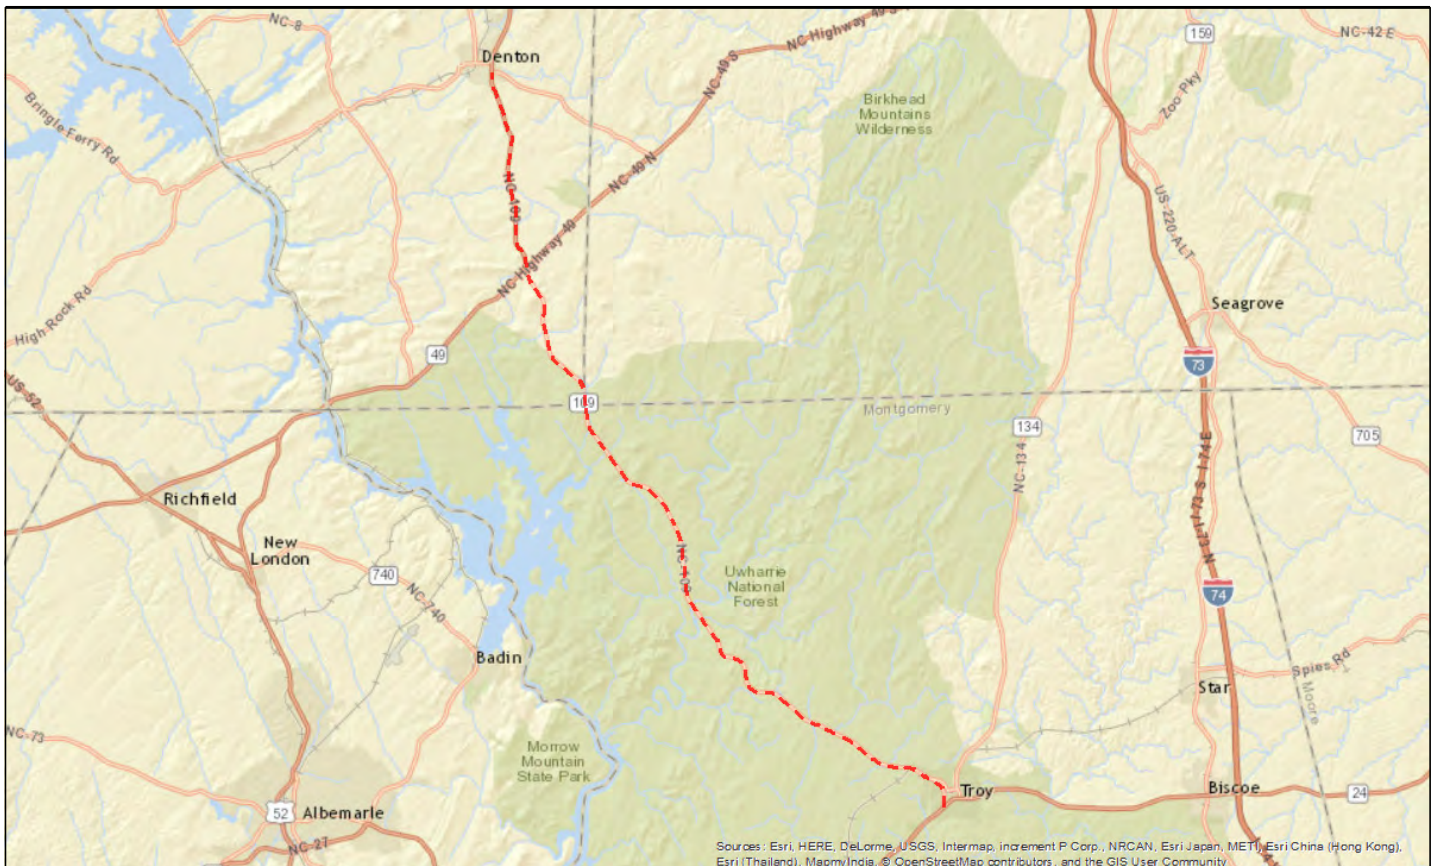 NC-8
NC Highway 49 S
159
NC-42 E
Denton
NC-49 S
Zoo Pky
Birkhead
Mountains
Wilderness
Bringle Ferry Rd
NC-49 N
NC-109
US-220-ALT
NC Highway 49
High Rock Rd
Seagrove
49
73
US-52
109
Montgomery
134
705
NC-134
I-73 S I-74 E
I-73 N
Richfield
New
London
740
NC-740
Uwharrie
National
Forest
74
Badin
Spies Rd
Star
Moore
NC-73
Morrow
Mountain
State Park
Troy
Biscoe
24
52
Albemarle
NC-27
Sources: Esri, HERE, DeLorme, USGS, Intermap, increment P Corp., NRCAN, Esri Japan, METI, Esri China (Hong Kong),
Esri (Thailand), MapmyIndia, © OpenStreetMap contributors, and the GIS User Community